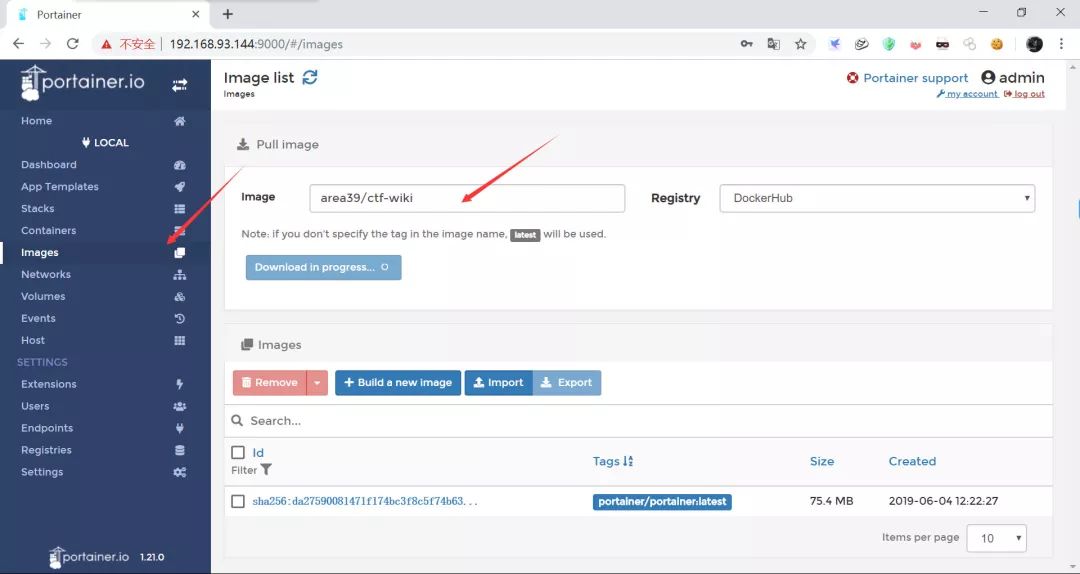 Portainer
不安全 192.168.93.144:9000/#/images
portainer.io
Image list
Images
Portainer support admin
my account log out
Home
LOCAL
Dashboard
App Templates
Stacks
Containers
Images
Networks
Volumes
Events
Host
SETTINGS
Extensions
Users
Endpoints
Registries
Settings
portainer.io 1.21.0
Pull image
Image area39/ctf-wiki Registry DockerHub
Note: if you don't specify the tag in the image name, latest will be used.
Download in progress...
Images
Remove Build a new image Import Export
Search...
Id
Filter
Tags Size Created
sha256:da27590081471f174bc3f8c5f74b63... portainer/portainer:latest 75.4 MB 2019-06-04 12:22:27
Items per page 10